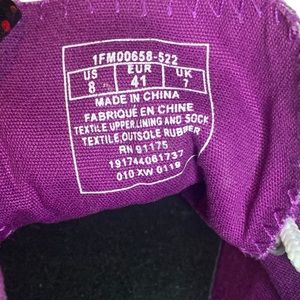 1FM00658-522
US EUR UK
8 41 7
MADE IN CHINA
FABRIQUÉ EN CHINE
TEXTILE UPPER,LINING AND SOCK
TEXTILE,OUTSOLE RUBBER
RN 91175
191744061737
010 XW 0119